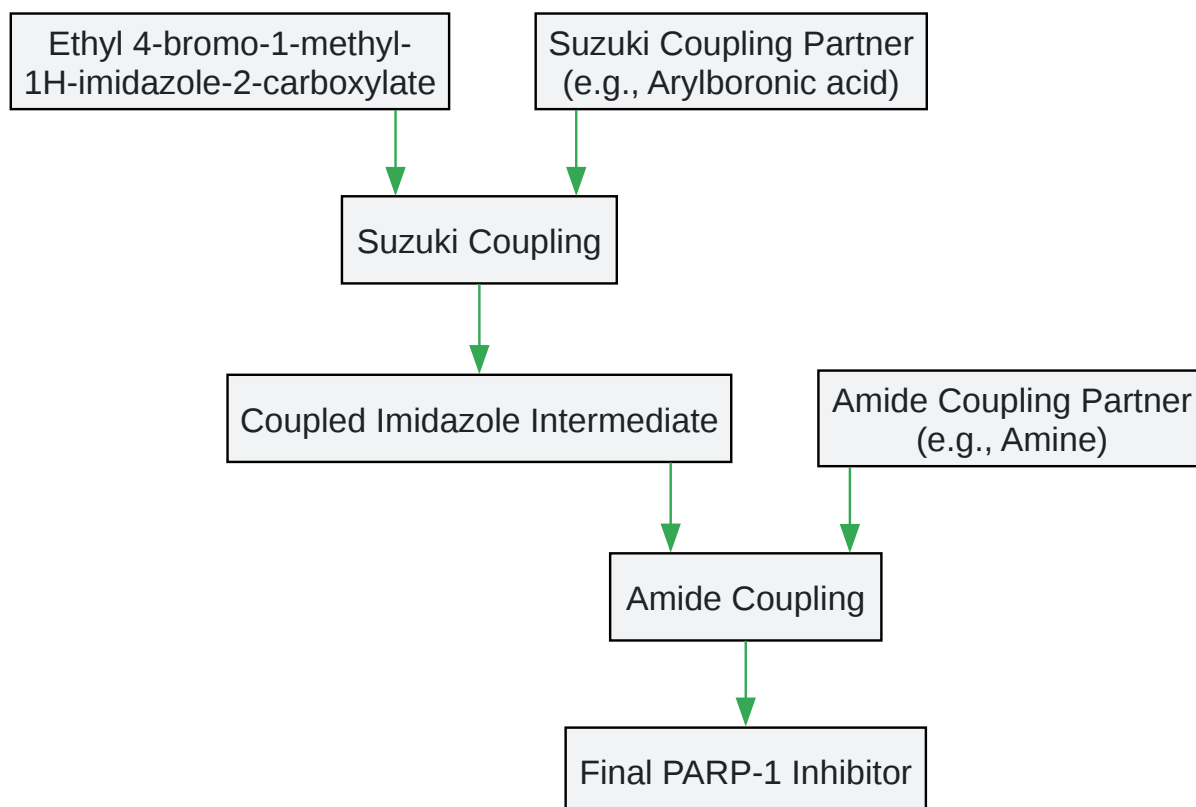 Ethyl 4-bromo-1-methyl-
1H-imidazole-2-carboxylate
Suzuki Coupling Partner
(e.g., Arylboronic acid)
Suzuki Coupling
Coupled Imidazole Intermediate
Amide Coupling Partner
(e.g., Amine)
Amide Coupling
Final PARP-1 Inhibitor